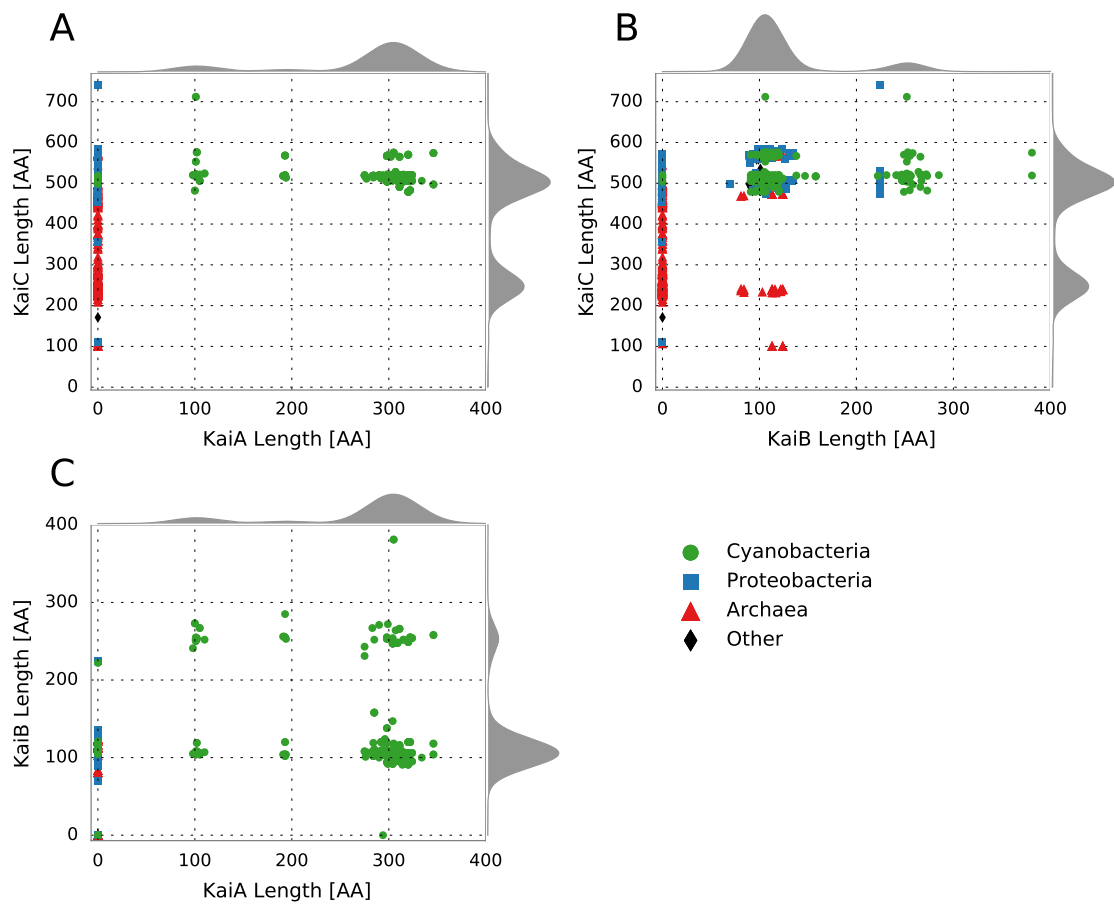 A
B
700
600
500
400
300
200
100
0
KaiC Length [AA]
0
100
200
300
400
KaiA Length [AA]
700
600
500
400
300
200
100
0
KaiC Length [AA]
0
100
200
300
400
KaiB Length [AA]
C
400
300
200
100
0
KaiB Length [AA]
0
100
200
300
400
KaiA Length [AA]
Cyanobacteria
Proteobacteria
Archaea
Other